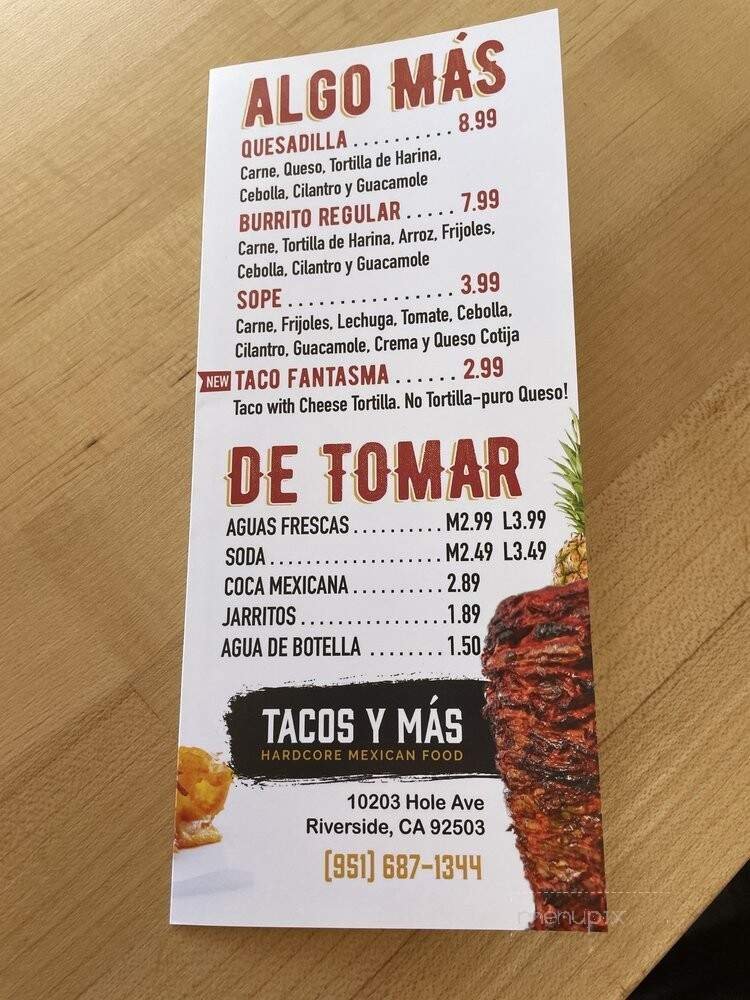 ALGO MÁS
QUESADILLA .......... 8.99
Carne, Queso, Tortilla de Harina,
Cebolla, Cilantro y Guacamole
BURRITO REGULAR ..... 7.99
Carne, Tortilla de Harina, Arroz, Frijoles,
Cebolla, Cilantro y Guacamole
SOPE ................ 3.99
Carne, Frijoles, Lechuga, Tomate, Cebolla,
Cilantro, Guacamole, Crema y Queso Cotija
NEW TACO FANTASMA ...... 2.99
Taco with Cheese Tortilla. No Tortilla-puro Queso!
DE TOMAR
AGUAS FRESCAS .......... M2.99 L3.99
SODA ................... M2.49 L3.49
COCA MEXICANA .......... 2.89
JARRITOS ................ 1.89
AGUA DE BOTELLA ........ 1.50
TACOS Y MÁS
HARDCORE MEXICAN FOOD
10203 Hole Ave
Riverside, CA 92503
(951) 687-1344
menupix